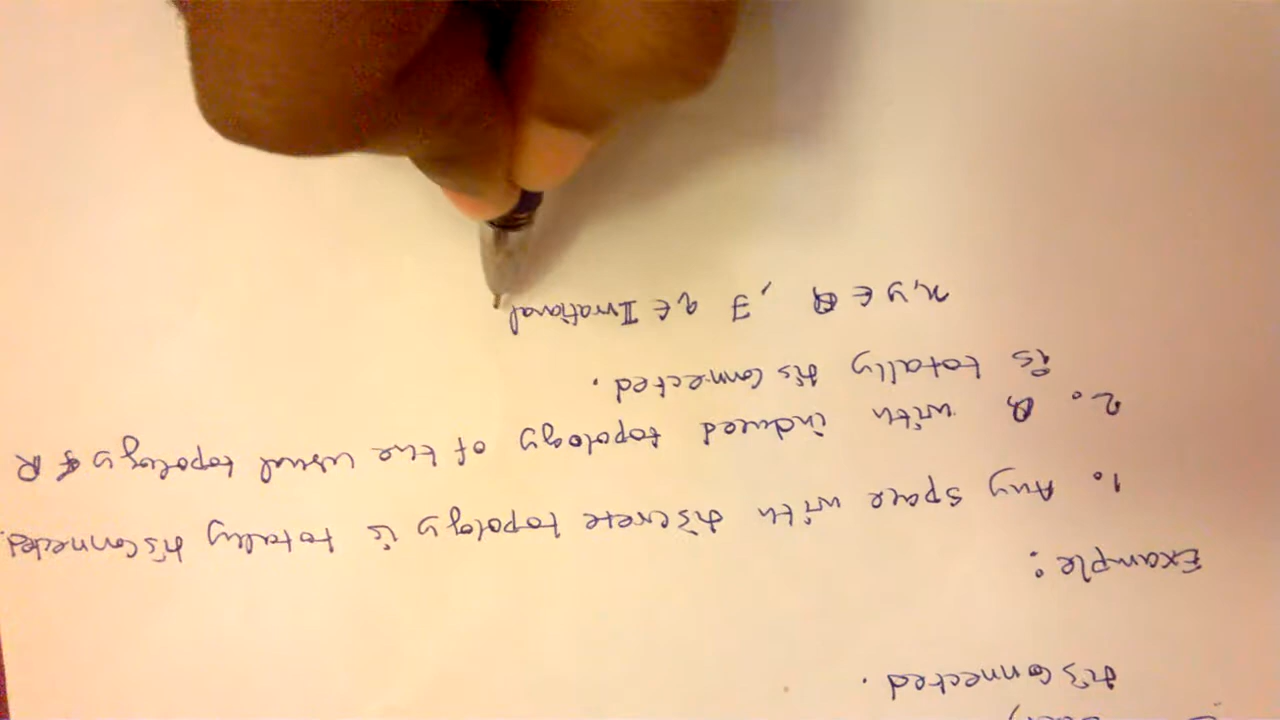 disconnected.
Example:
1. Any space with discrete topology is totally disconnected.
2. Q with induced topology of the usual topology of R
is totally disconnected.
x, y ∈ Q, ∃ q ∈ Irrational